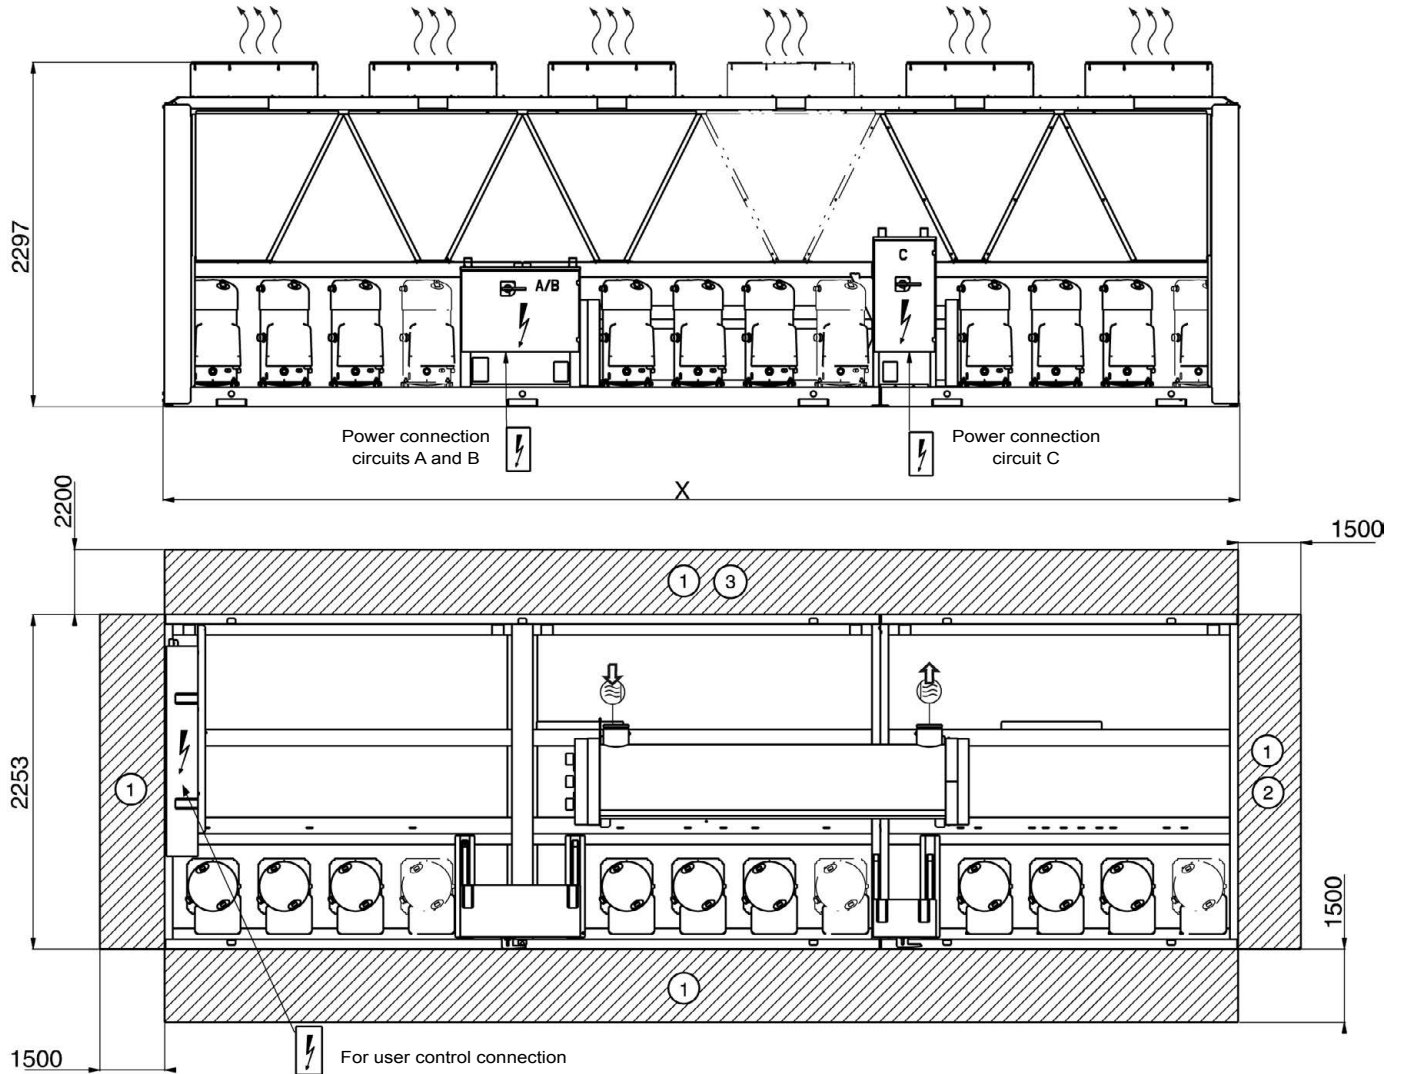 2297
A/B
C
Power connection
circuits A and B
Power connection
circuit C
X
2200
1500
1 3
2253
1
1
2
1500
1
1500
For user control connection